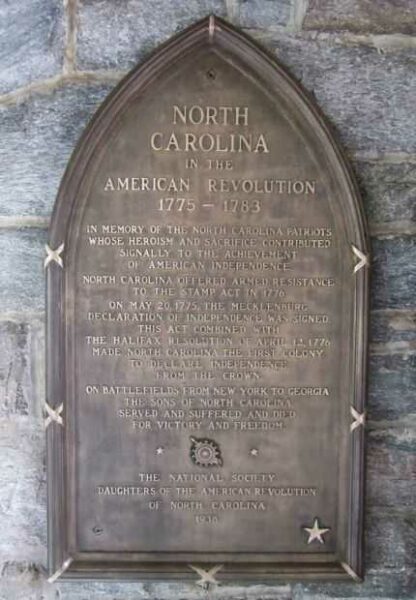 NORTH
CAROLINA
IN THE
AMERICAN REVOLUTION
1775 – 1783
IN MEMORY OF THE NORTH CAROLINA PATRIOTS
WHOSE HEROISM AND SACRIFICE CONTRIBUTED
SIGNALLY TO THE ACHIEVEMENT
OF AMERICAN INDEPENDENCE
NORTH CAROLINA OFFERED ARMED RESISTANCE
TO THE STAMP ACT IN 1776
ON MAY 20, 1775, THE MECKLENBURG
DECLARATION OF INDEPENDENCE WAS SIGNED.
THIS ACT COMBINED WITH
THE HALIFAX RESOLUTION OF APRIL 12, 1776
MADE NORTH CAROLINA THE FIRST COLONY
TO DECLARE INDEPENDENCE
FROM THE CROWN
ON BATTLEFIELDS FROM NEW YORK TO GEORGIA
THE SONS OF NORTH CAROLINA
SERVED AND SUFFERED AND DIED
FOR VICTORY AND FREEDOM
THE NATIONAL SOCIETY
DAUGHTERS OF THE AMERICAN REVOLUTION
OF NORTH CAROLINA